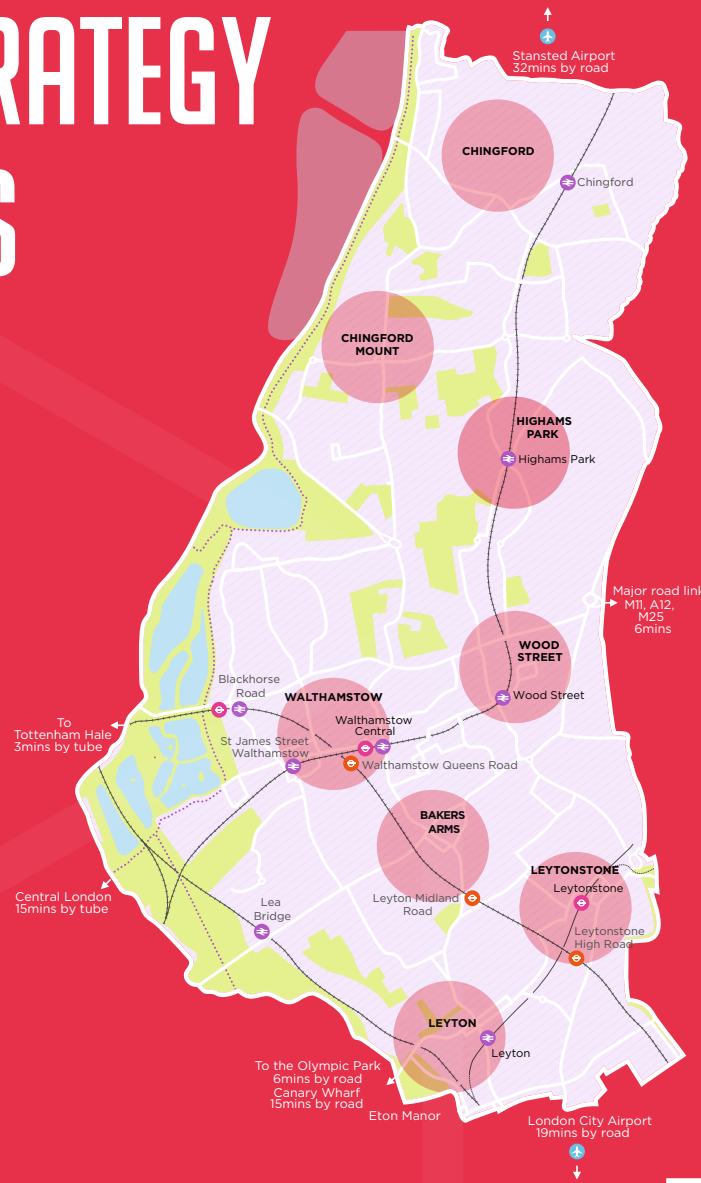 RATEGY
S
Stansted Airport
32mins by road
CHINGFORD
Chingford
CHINGFORD
MOUNT
HIGHAMS
PARK
Highams Park
Major road link
M11, A12,
M25
6mins
WOOD
STREET
Wood Street
Blackhorse
Road
WALTHAMSTOW
Walthamstow
Central
To
Tottenham Hale
3mins by tube
St James Street
Walthamstow
Walthamstow Queens Road
BAKERS
ARMS
LEYTONSTONE
Leytonstone
Central London
15mins by tube
Leyton Midland
Road
Lea
Bridge
Leytonstone
High Road
LEYTON
Leyton
To the Olympic Park
6mins by road
Canary Wharf
15mins by road
Eton Manor
London City Airport
19mins by road